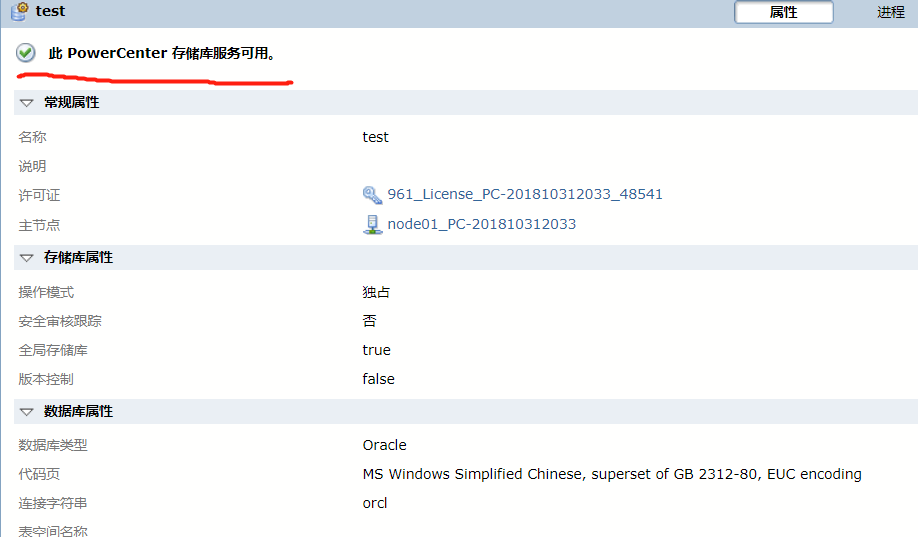 test 属性 进程
此 PowerCenter 存储库服务可用。
常规属性
名称 test
说明
许可证 961_License_PC-201810312033_48541
主节点 node01_PC-201810312033
存储库属性
操作模式 独占
安全审核跟踪 否
全局存储库 true
版本控制 false
数据库属性
数据库类型 Oracle
代码页 MS Windows Simplified Chinese, superset of GB 2312-80, EUC encoding
连接字符串 orcl
表空间名称